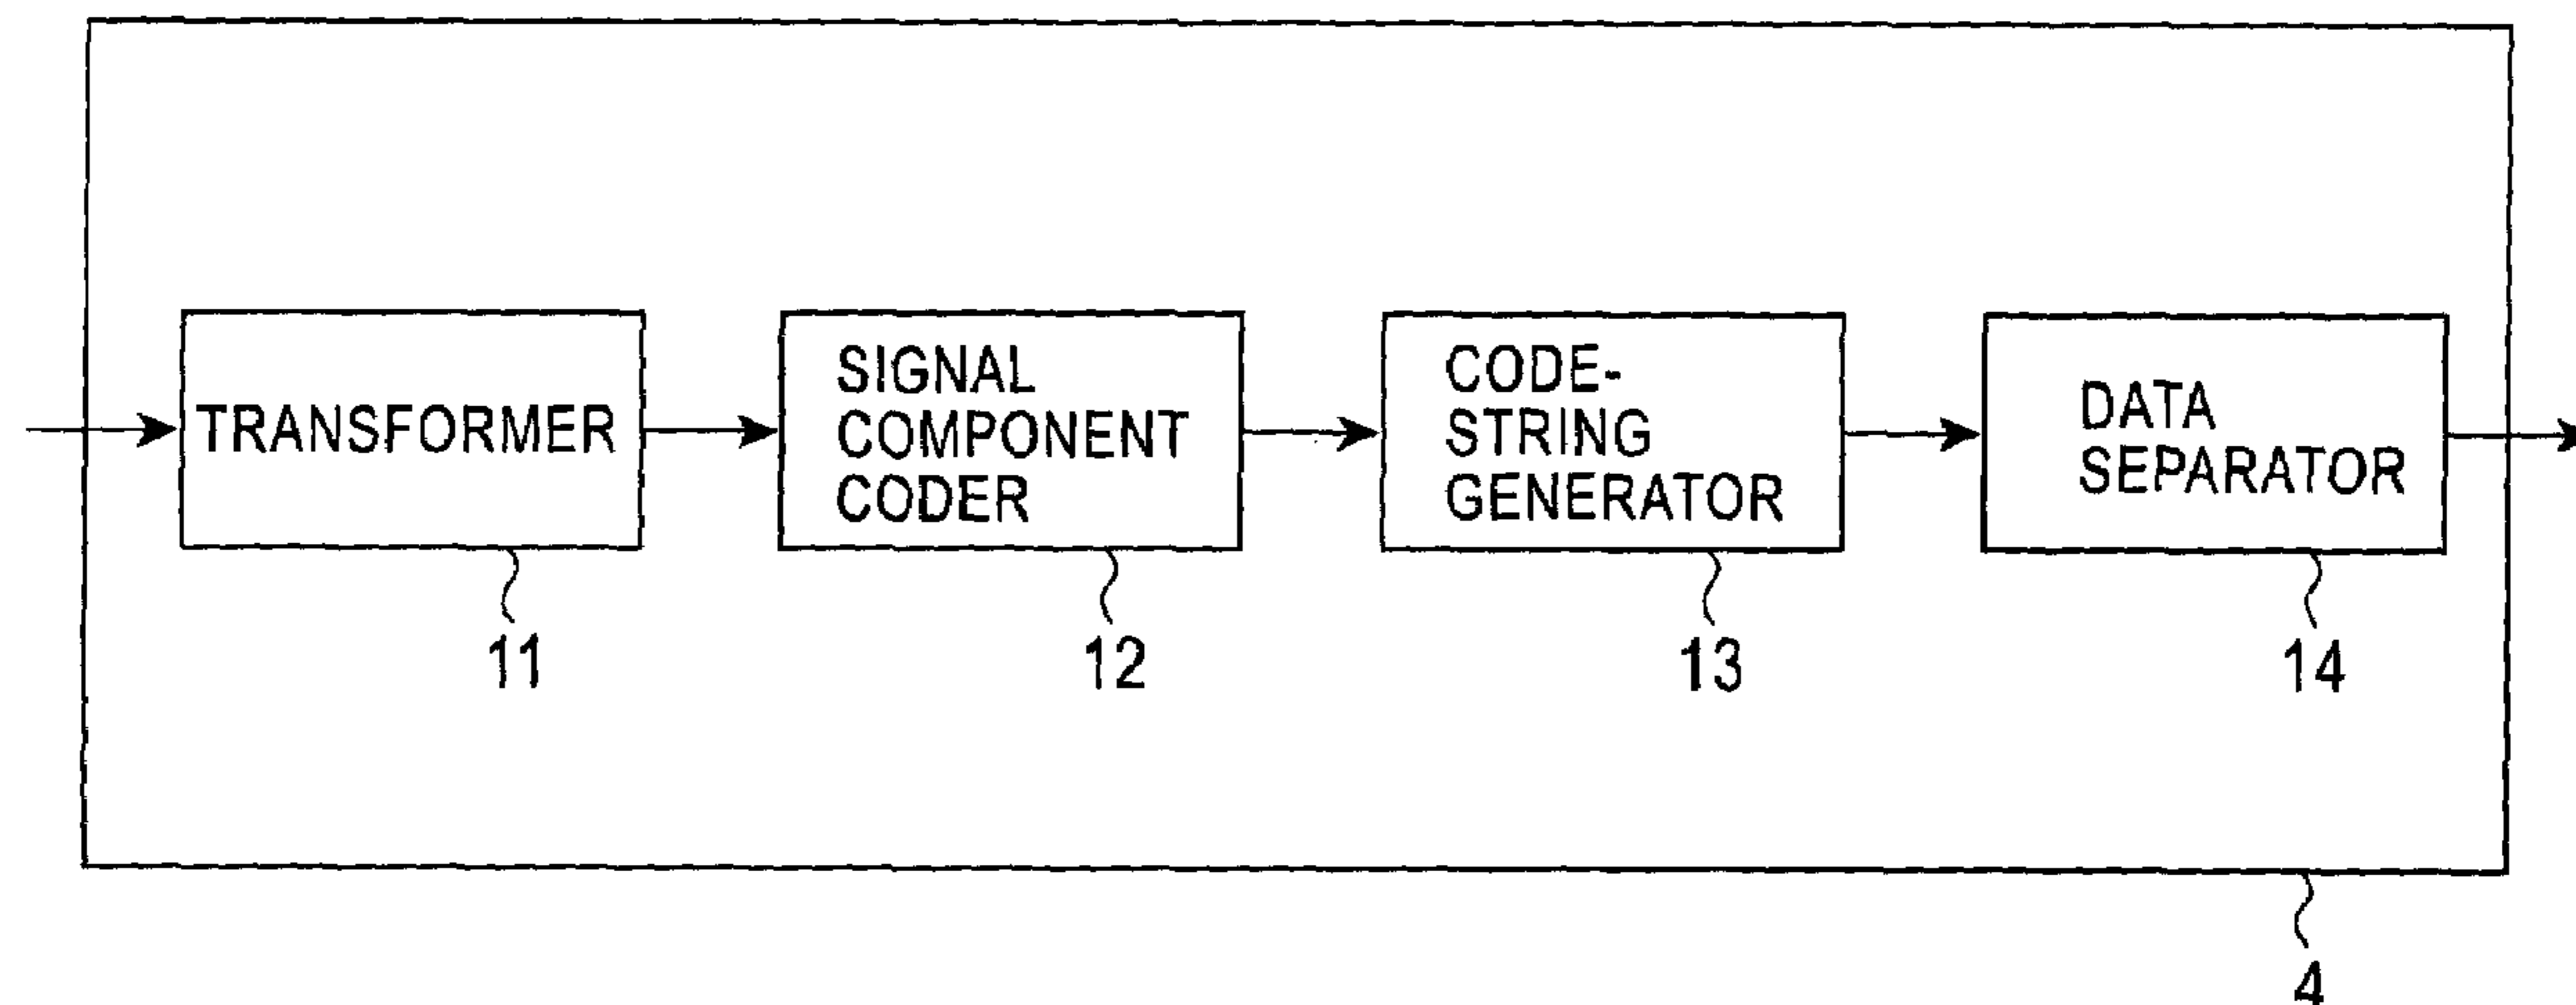 TRANSFORMER
SIGNAL
COMPONENT
CODER
CODE-
STRING
GENERATOR
DATA
SEPARATOR
11
12
13
14
4